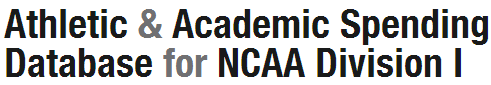 Athletic & Academic Spending
Database for NCAA Division I